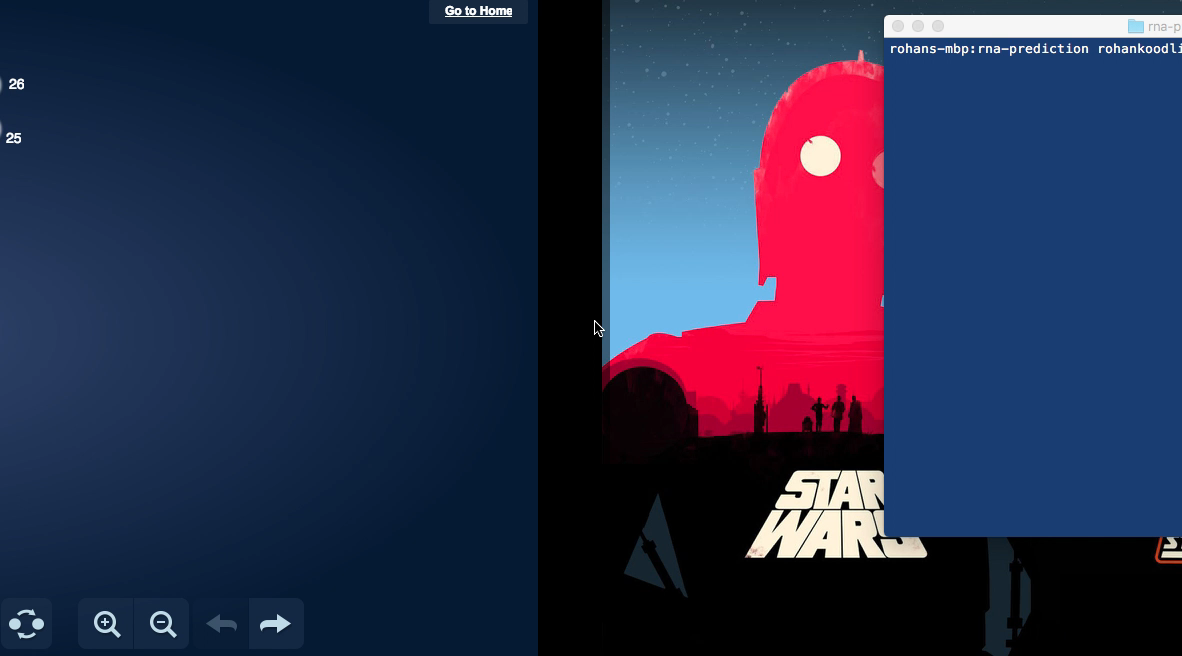 Go to Home
26
25
rna-p
rohans-mbp:rna-prediction rohankoodli
STAR
WARS